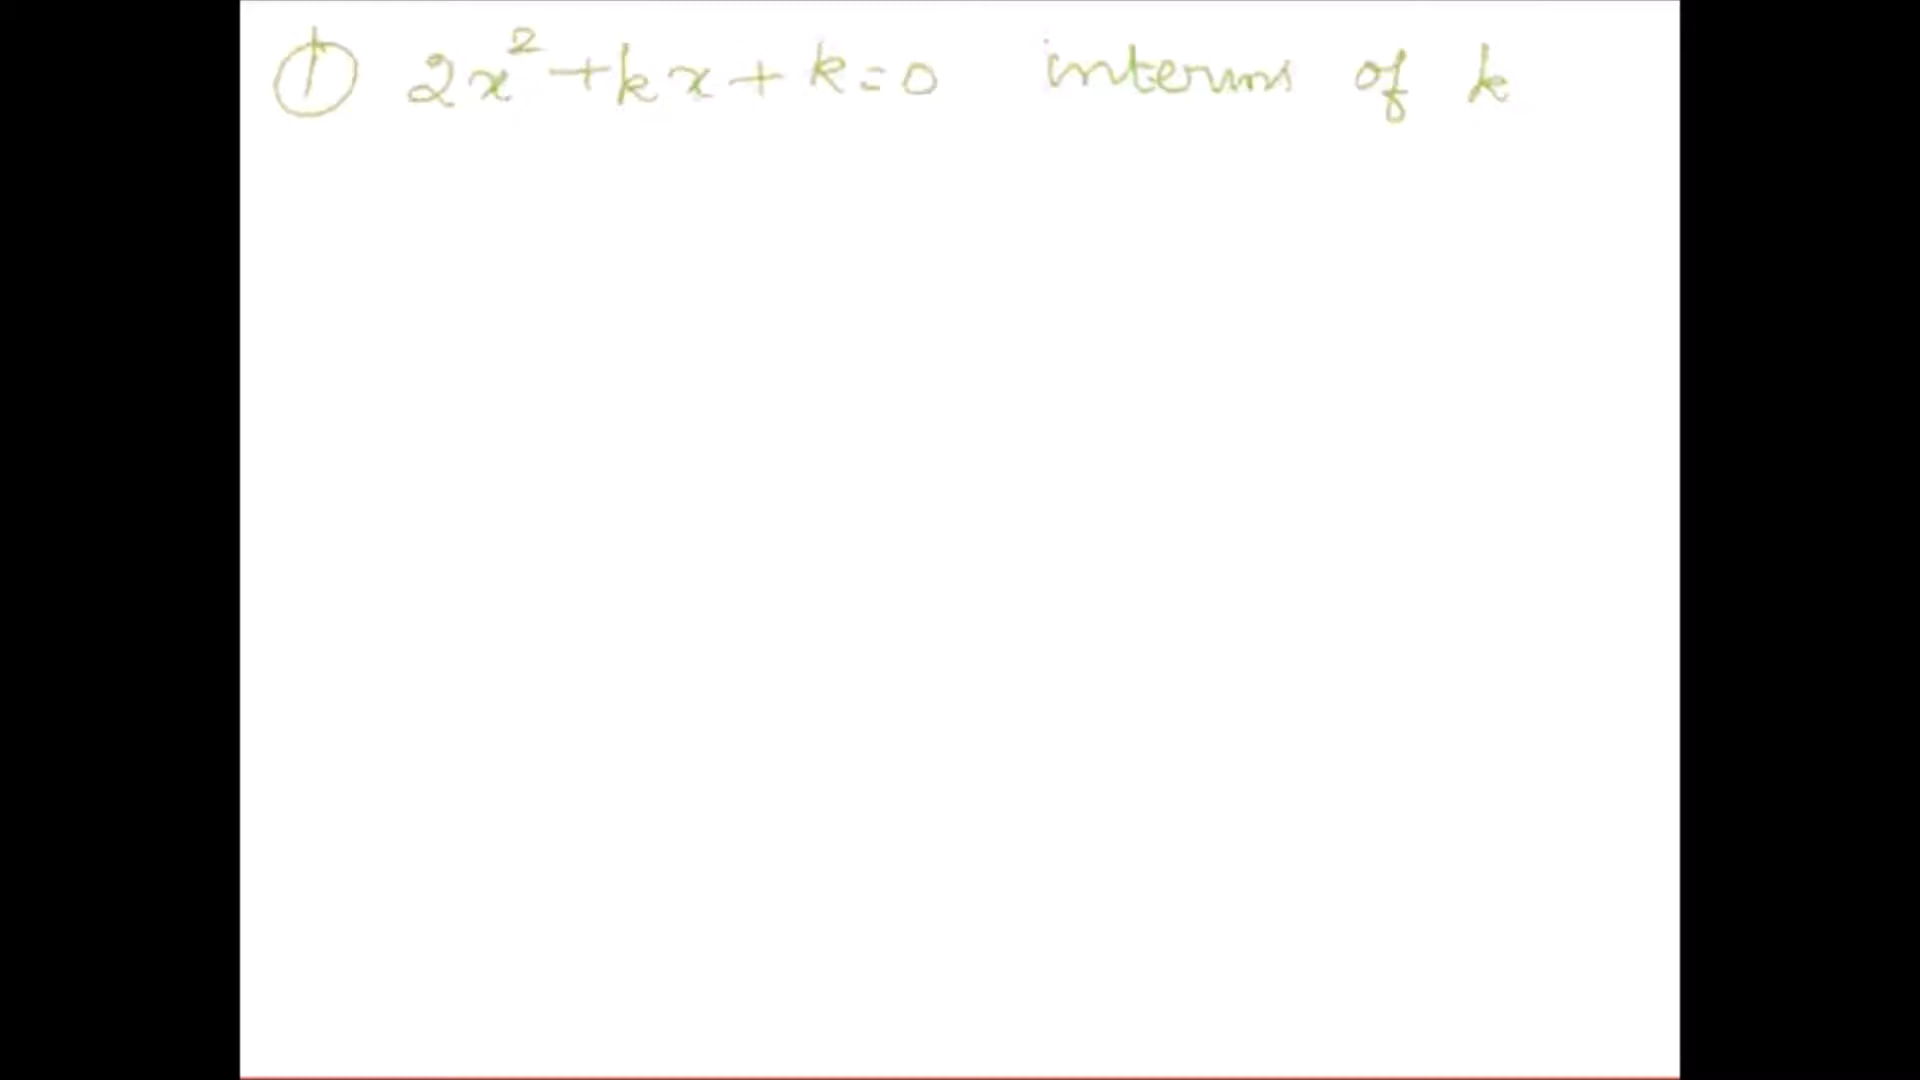 ① 2x² + kx + k = 0 interms of k